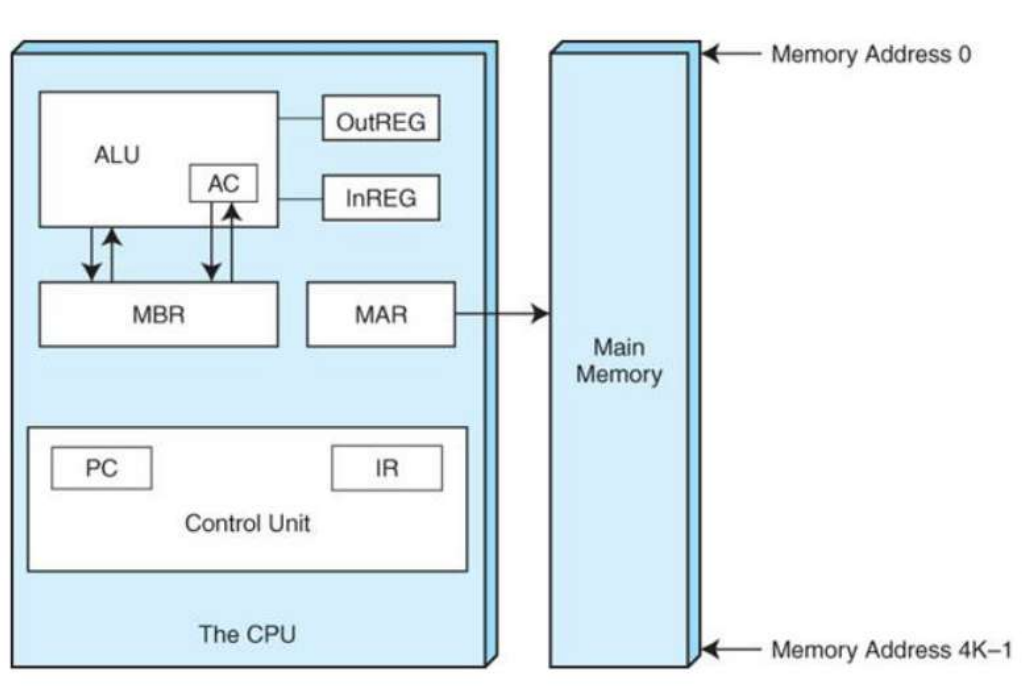 Memory Address 0
OutREG
ALU
AC
InREG
MBR
MAR
Main
Memory
PC
IR
Control Unit
The CPU
Memory Address 4K–1